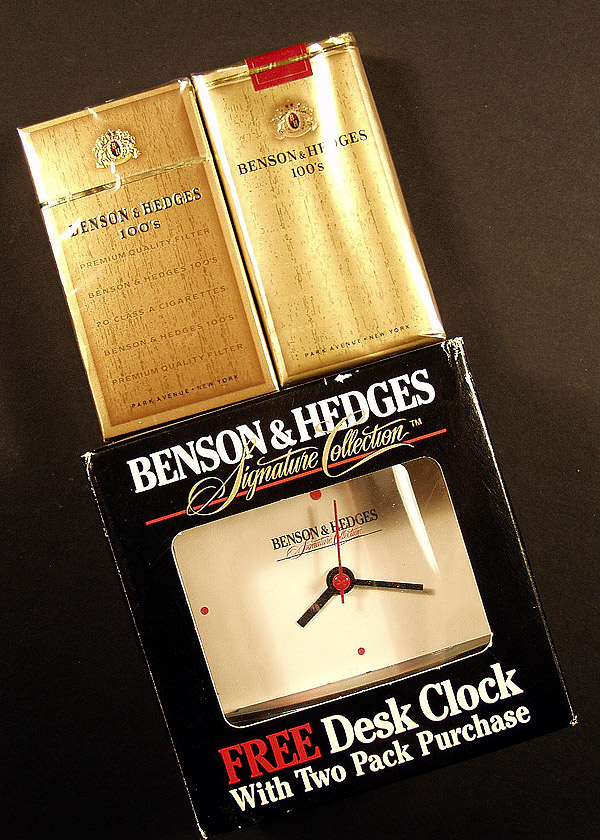 BENSON & HEDGES
100's
PREMIUM QUALITY FILTER
BENSON & HEDGES 100'S
20 CLASS A CIGARETTES
BENSON & HEDGES 100'S
PREMIUM QUALITY FILTER
PARK AVENUE • NEW YORK
BENSON & HEDGES
100's
PARK AVENUE • NEW YORK
BENSON & HEDGES
Signature Collection™
BENSON & HEDGES
Signature Collection
FREE Desk Clock
With Two Pack Purchase